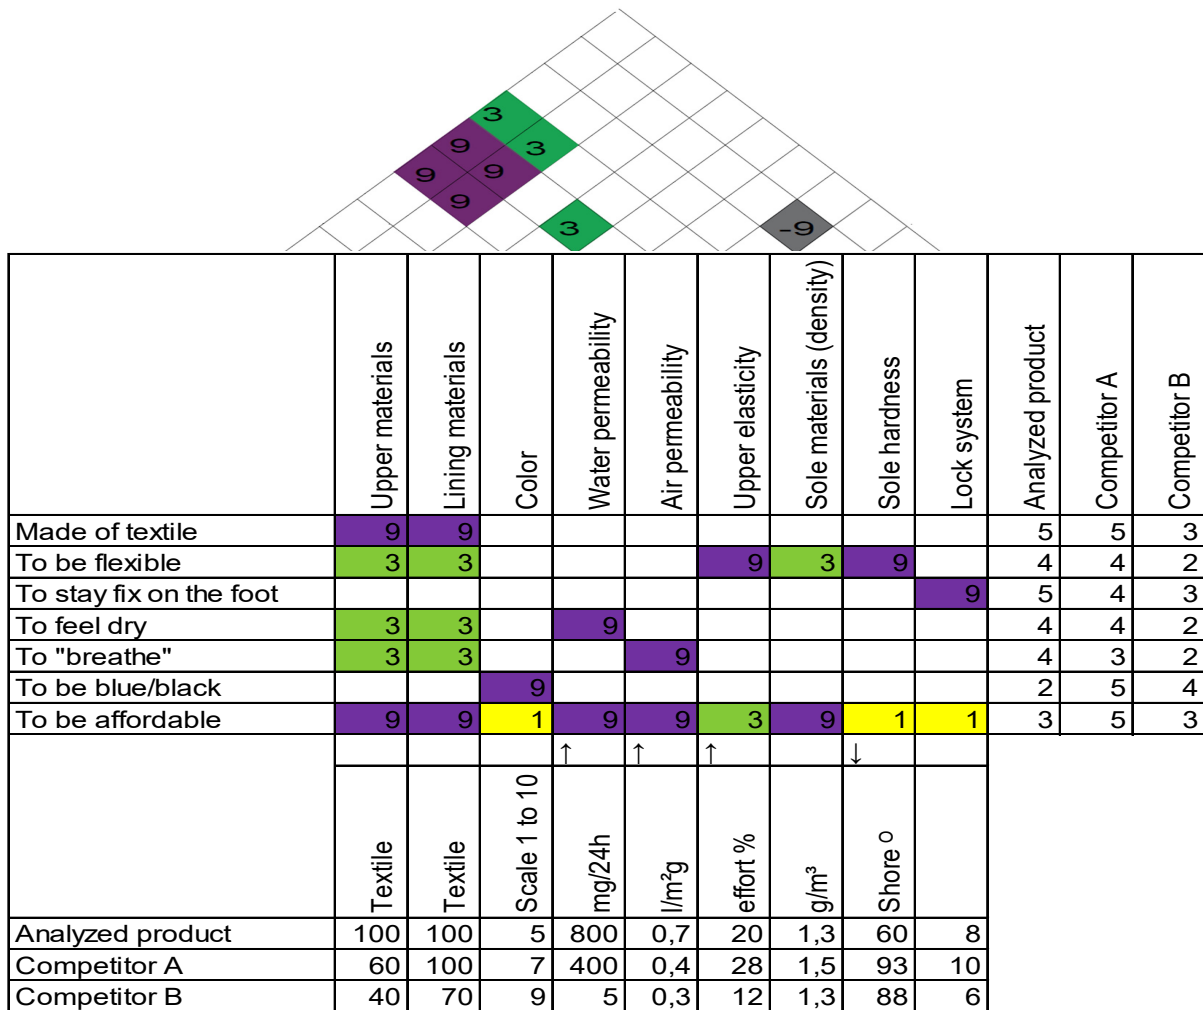 3
9 3
9 9
9
3 -9
Upper materials
Lining materials
Color
Water permeability
Air permeability
Upper elasticity
Sole materials (density)
Sole hardness
Lock system
Analyzed product
Competitor A
Competitor B
Made of textile 9 9 5 5 3
To be flexible 3 3 9 3 9 4 4 2
To stay fix on the foot 9 5 4 3
To feel dry 3 3 9 4 4 2
To "breathe" 3 3 9 4 3 2
To be blue/black 9 2 5 4
To be affordable 9 9 1 9 9 3 9 1 1 3 5 3
↑ ↑ ↑ ↓
Textile
Textile
Scale 1 to 10
mg/24h
l/m²g
effort %
g/m³
Shore º
Analyzed product 100 100 5 800 0,7 20 1,3 60 8
Competitor A 60 100 7 400 0,4 28 1,5 93 10
Competitor B 40 70 9 5 0,3 12 1,3 88 6